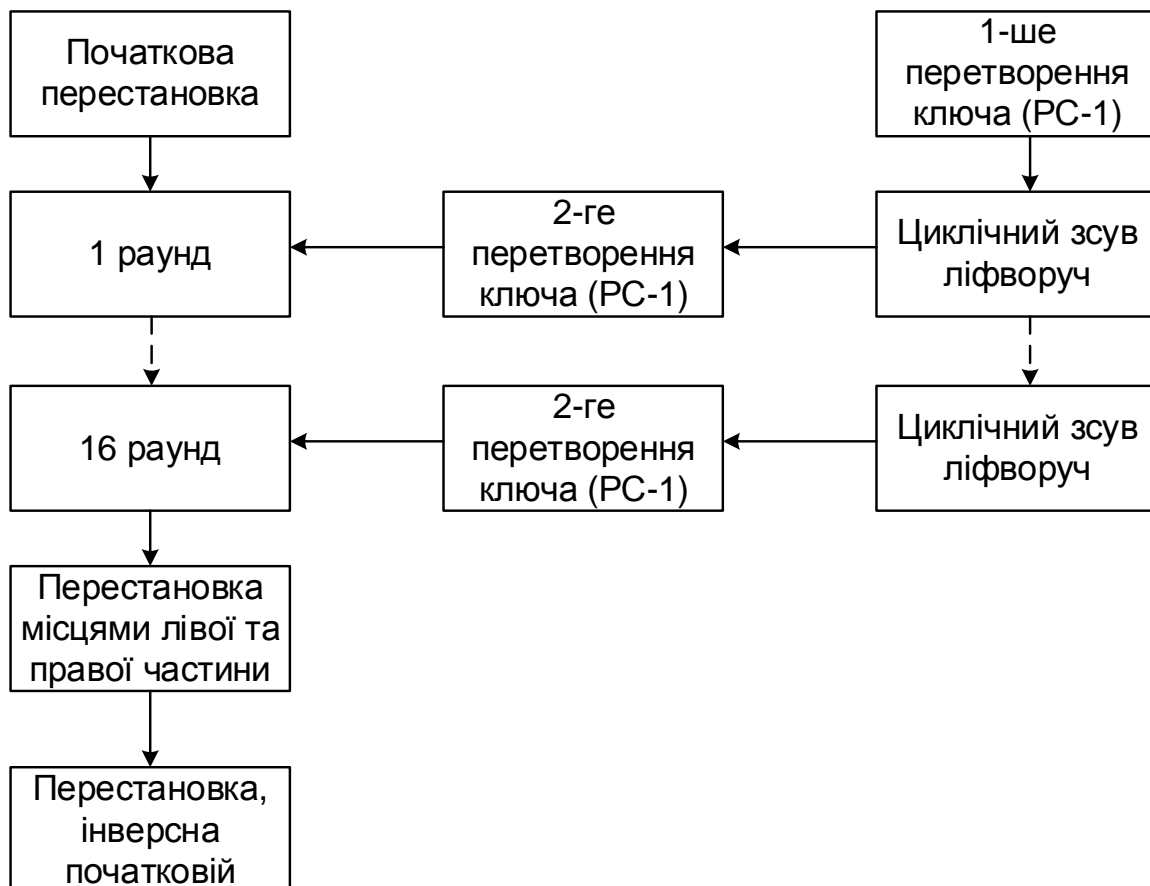 Початкова
перестановка
1-ше
перетворення
ключа (PC-1)
1 раунд
2-ге
перетворення
ключа (PC-1)
Циклічний зсув
ліфворуч
16 раунд
2-ге
перетворення
ключа (PC-1)
Циклічний зсув
ліфворуч
Перестановка
місцями лівої та
правої частини
Перестановка,
інверсна
початковій